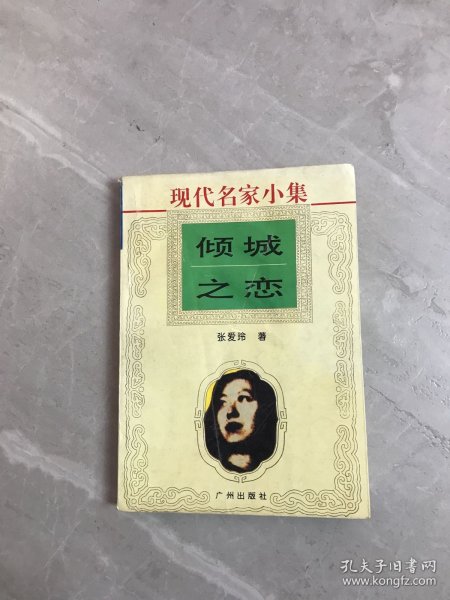 现代名家小集
倾城
之恋
张爱玲 著
广州出版社
孔夫子旧书网
www.kongfz.com